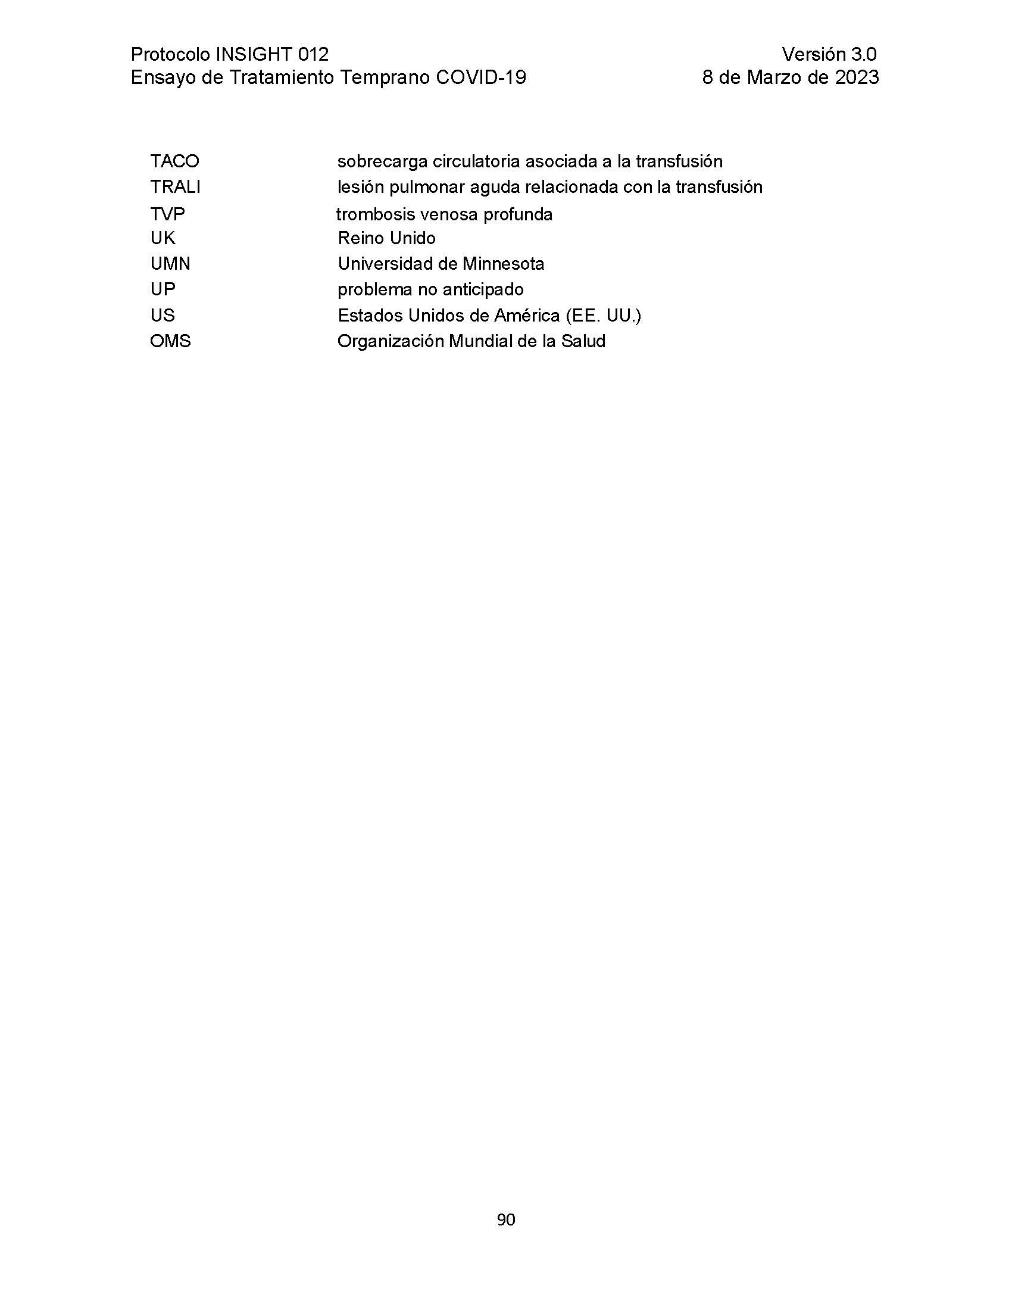 Protocolo INSIGHT 012 Versión 3.0
Ensayo de Tratamiento Temprano COVID-19 8 de Marzo de 2023
TACO sobrecarga circulatoria asociada a la transfusión
TRALI lesión pulmonar aguda relacionada con la transfusión
TVP trombosis venosa profunda
UK Reino Unido
UMN Universidad de Minnesota
UP problema no anticipado
US Estados Unidos de América (EE. UU.)
OMS Organización Mundial de la Salud
90